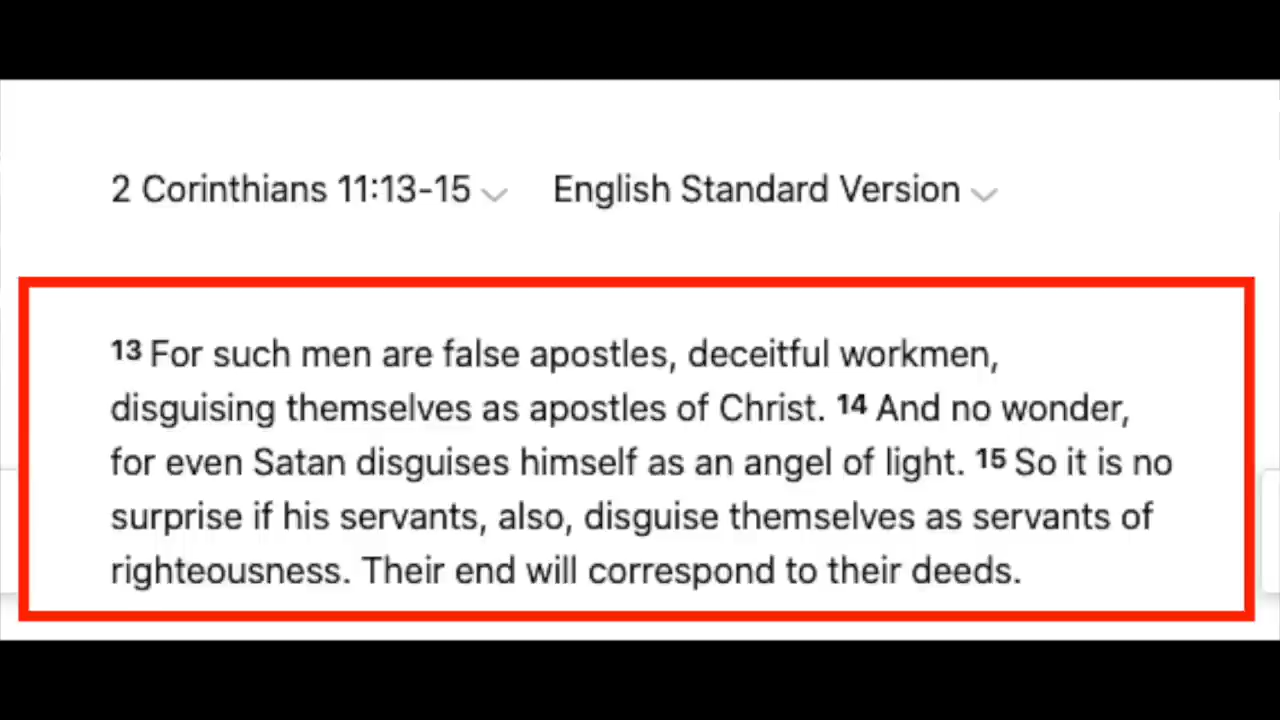 2 Corinthians 11:13-15 English Standard Version
13 For such men are false apostles, deceitful workmen,
disguising themselves as apostles of Christ. 14 And no wonder,
for even Satan disguises himself as an angel of light. 15 So it is no
surprise if his servants, also, disguise themselves as servants of
righteousness. Their end will correspond to their deeds.